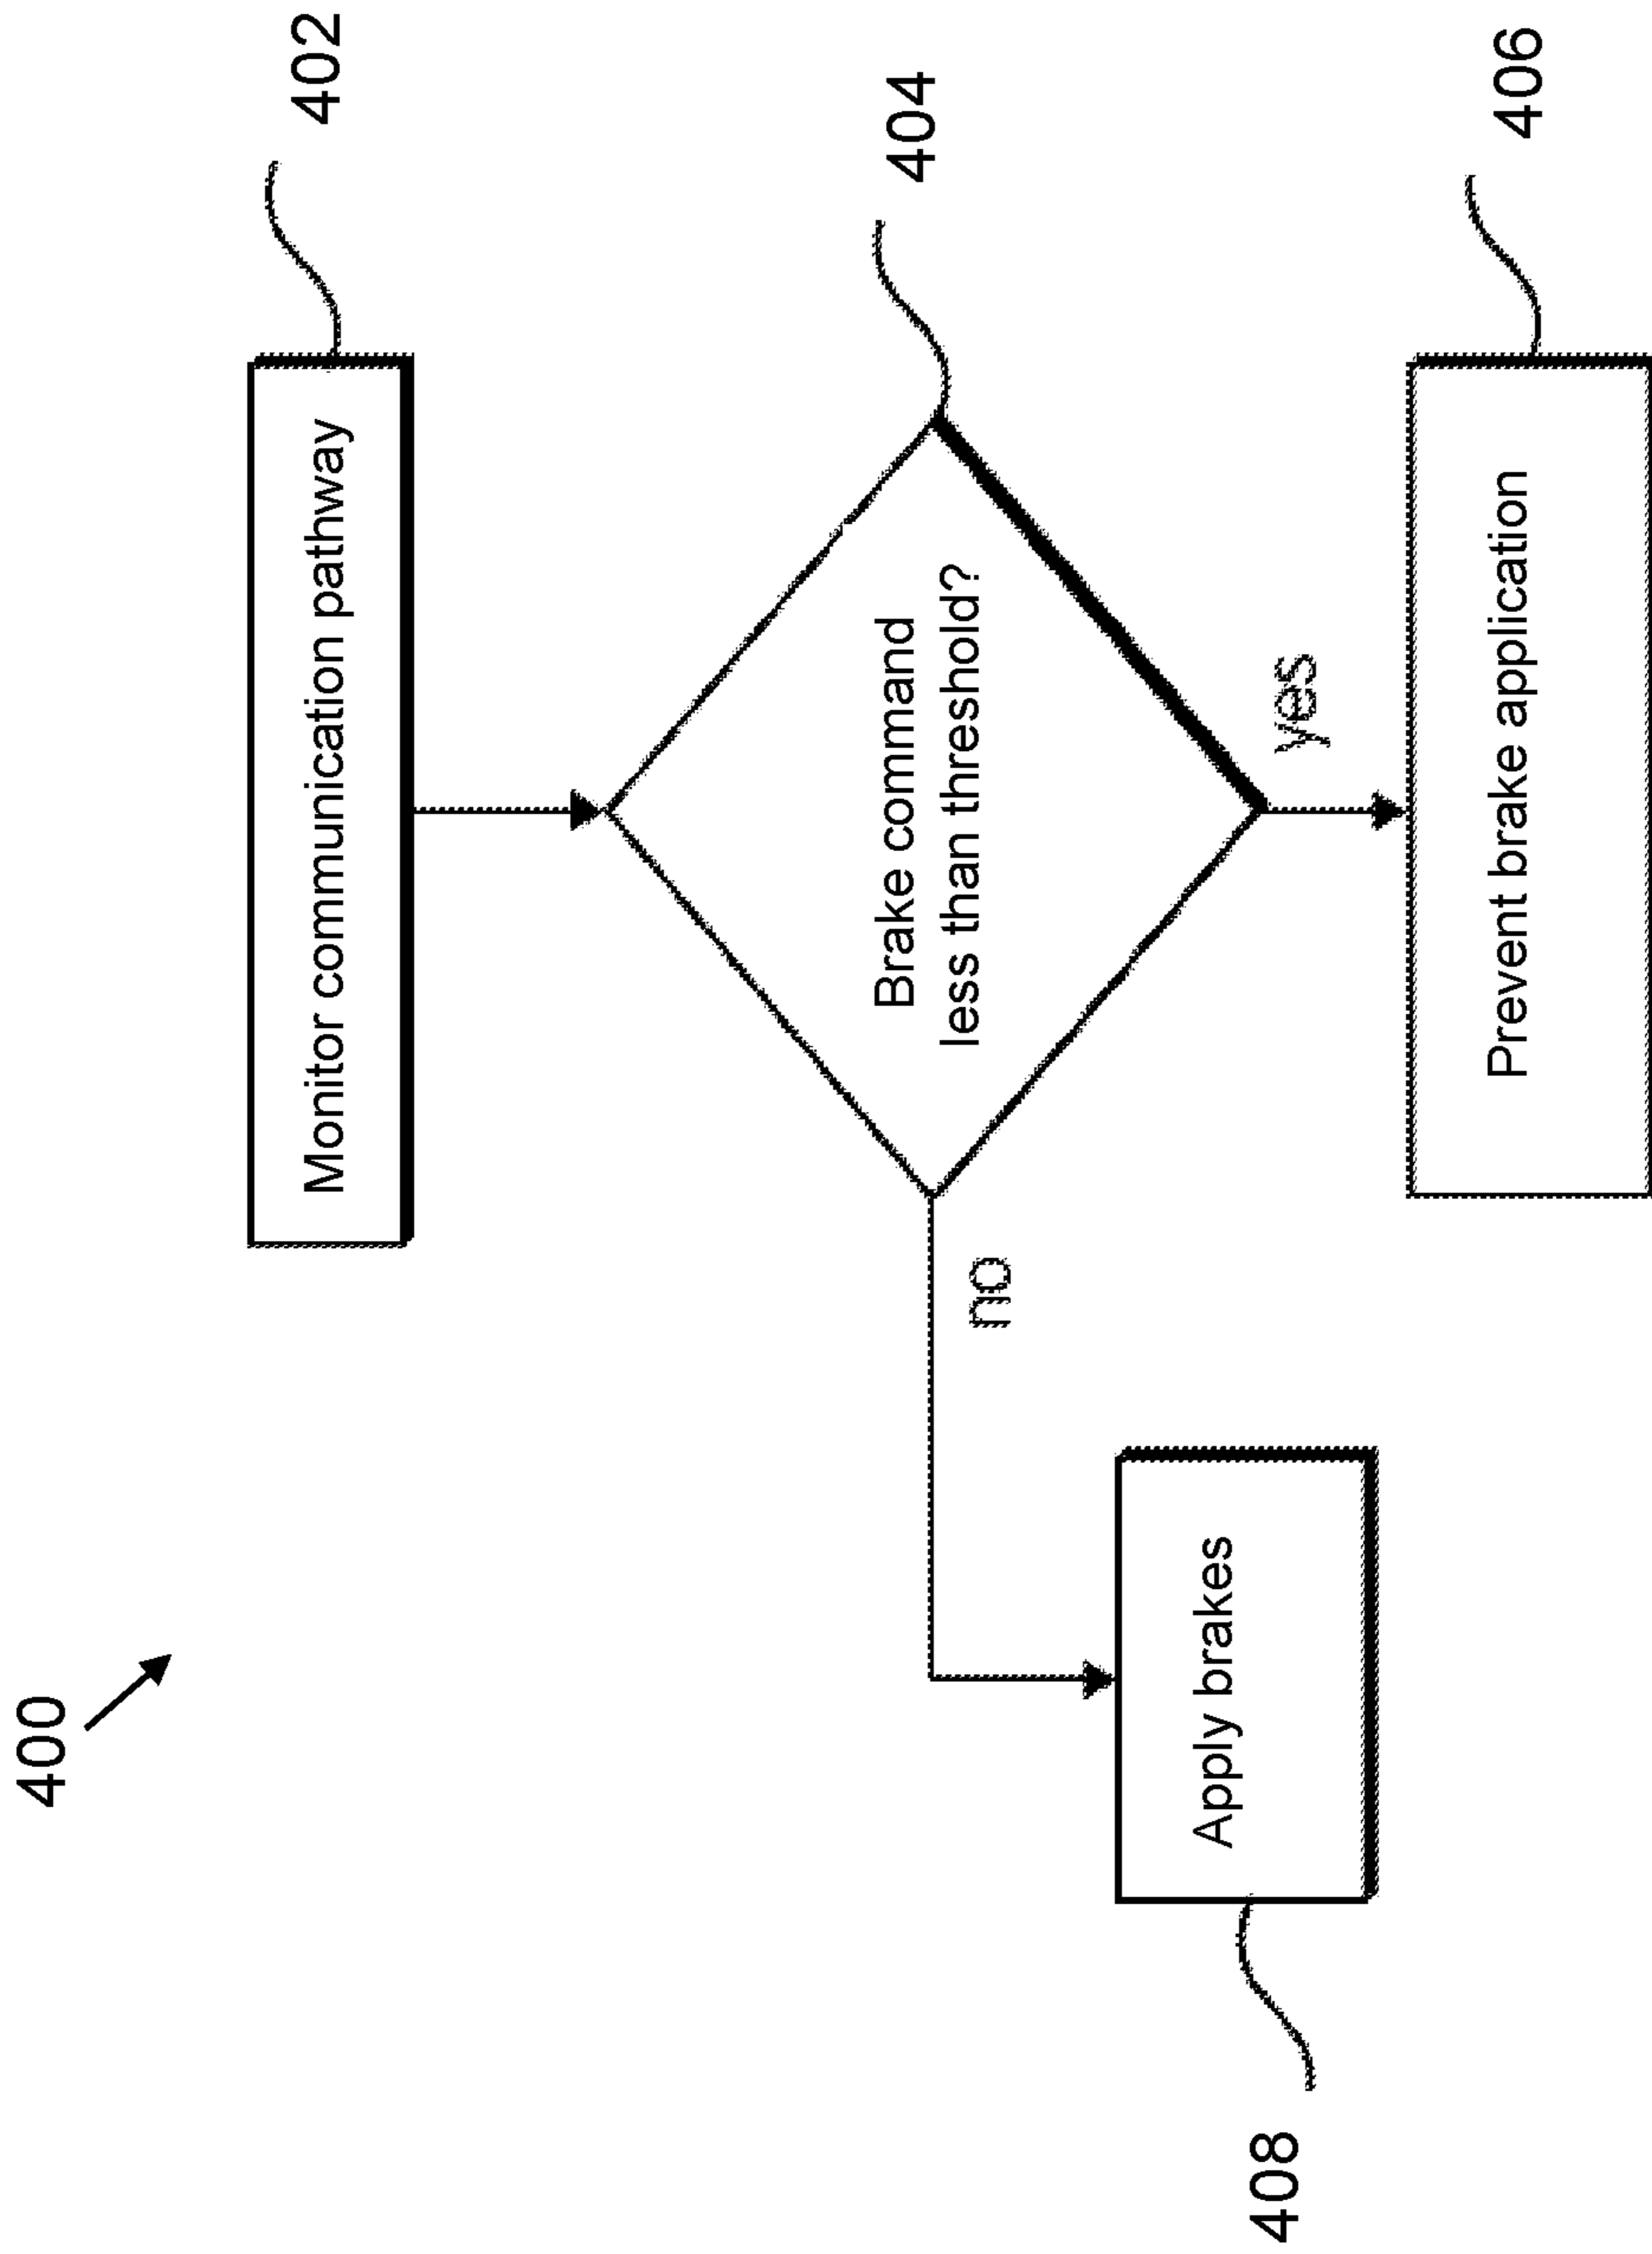 400
Monitor communication pathway
402
Brake command
less than threshold?
404
no
yes
Apply brakes
408
Prevent brake application
406